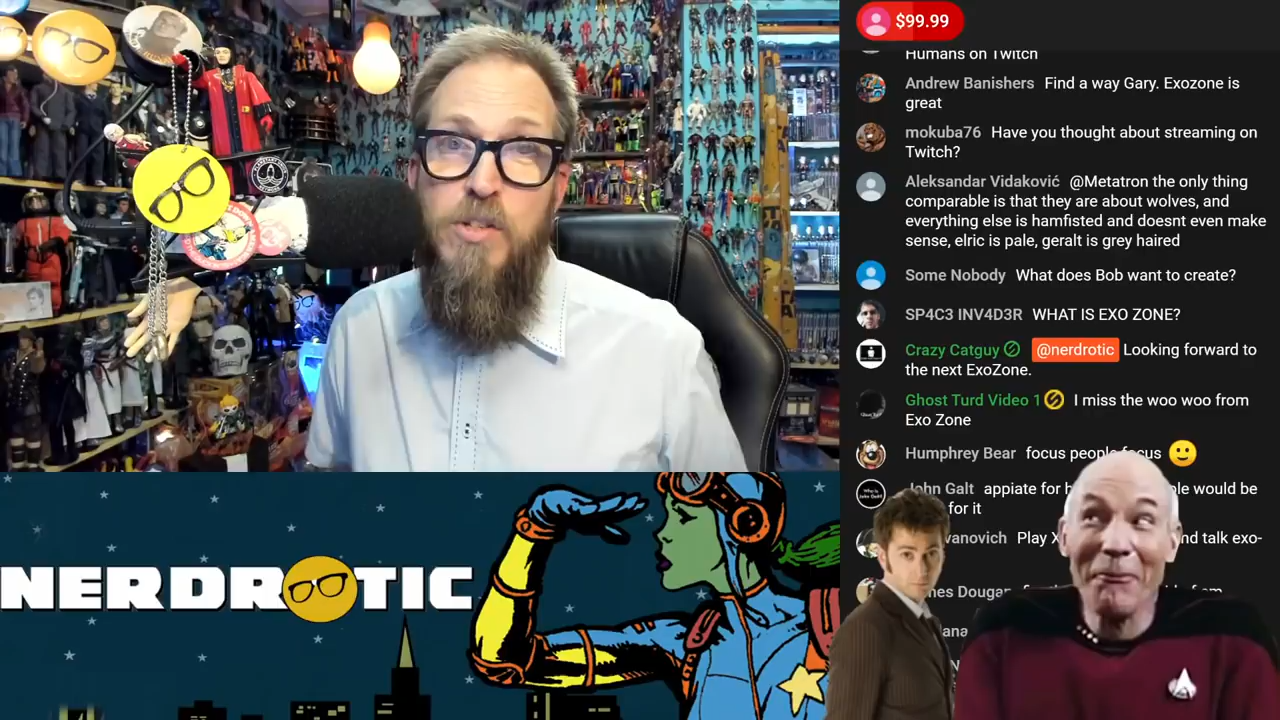 $99.99
Humans on Twitch
Andrew Banishers Find a way Gary. Exozone is
great
mokuba76 Have you thought about streaming on
Twitch?
Aleksandar Vidaković @Metatron the only thing
comparable is that they are about wolves, and
everything else is hamfisted and doesnt even make
sense, elric is pale, geralt is grey haired
Some Nobody What does Bob want to create?
SP4C3 INV4D3R WHAT IS EXO ZONE?
Crazy Catguy @nerdrotic Looking forward to
the next ExoZone.
Ghost Turd Video 1 I miss the woo woo from
Exo Zone
Humphrey Bear focus people focus
John Galt appiate for
would be
for it
Play
talk exo-
Dougan
NERDROTIC